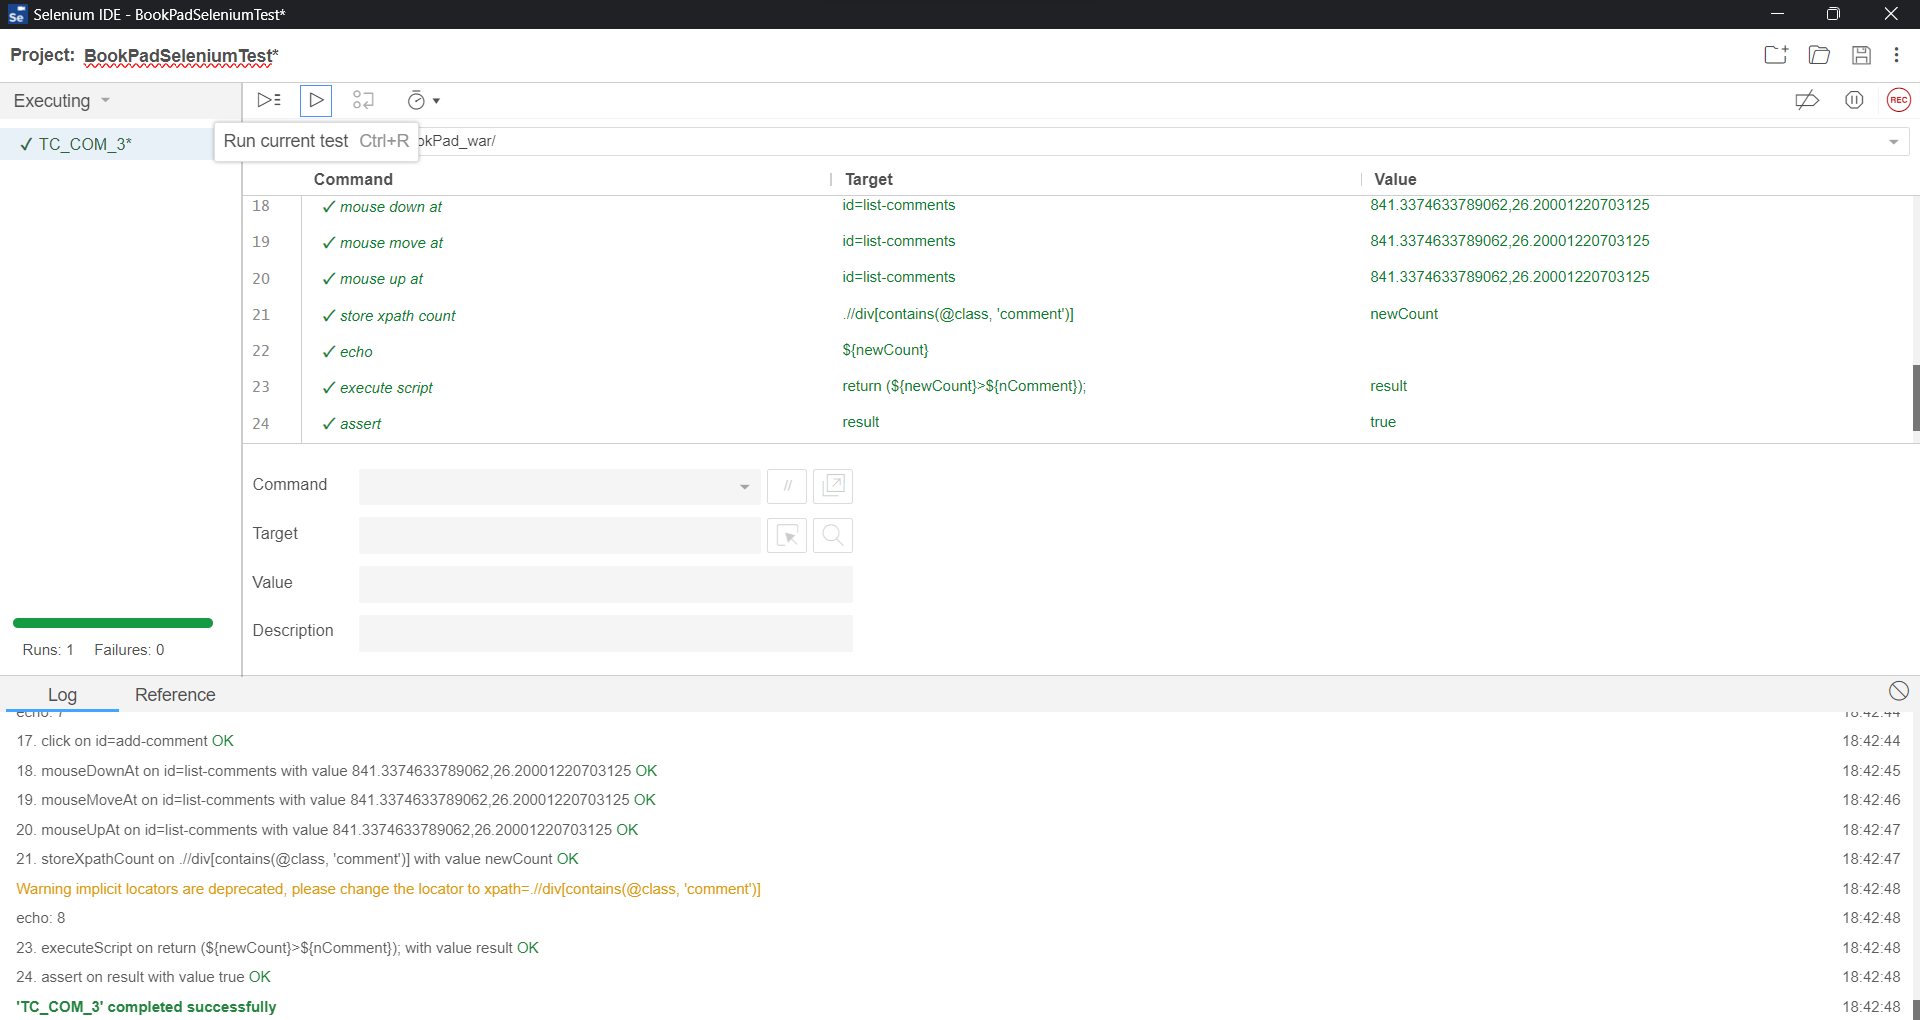 Se Selenium IDE - BookPadSeleniumTest*
Project: BookPadSeleniumTest*
Executing
REC
✓ TC_COM_3*
Run current test Ctrl+R
okPad_war/
Command Target Value
18 ✓ mouse down at id=list-comments 841.3374633789062,26.20001220703125
19 ✓ mouse move at id=list-comments 841.3374633789062,26.20001220703125
20 ✓ mouse up at id=list-comments 841.3374633789062,26.20001220703125
21 ✓ store xpath count .//div[contains(@class, 'comment')] newCount
22 ✓ echo ${newCount}
23 ✓ execute script return (${newCount}>${nComment}); result
24 ✓ assert result true
Command //
Target
Value
Description
Runs: 1 Failures: 0
Log Reference
echo: 7 18:42:44
17. click on id=add-comment OK 18:42:44
18. mouseDownAt on id=list-comments with value 841.3374633789062,26.20001220703125 OK 18:42:45
19. mouseMoveAt on id=list-comments with value 841.3374633789062,26.20001220703125 OK 18:42:46
20. mouseUpAt on id=list-comments with value 841.3374633789062,26.20001220703125 OK 18:42:47
21. storeXpathCount on .//div[contains(@class, 'comment')] with value newCount OK 18:42:47
Warning implicit locators are deprecated, please change the locator to xpath=.//div[contains(@class, 'comment')] 18:42:48
echo: 8 18:42:48
23. executeScript on return (${newCount}>${nComment}); with value result OK 18:42:48
24. assert on result with value true OK 18:42:48
'TC_COM_3' completed successfully 18:42:48